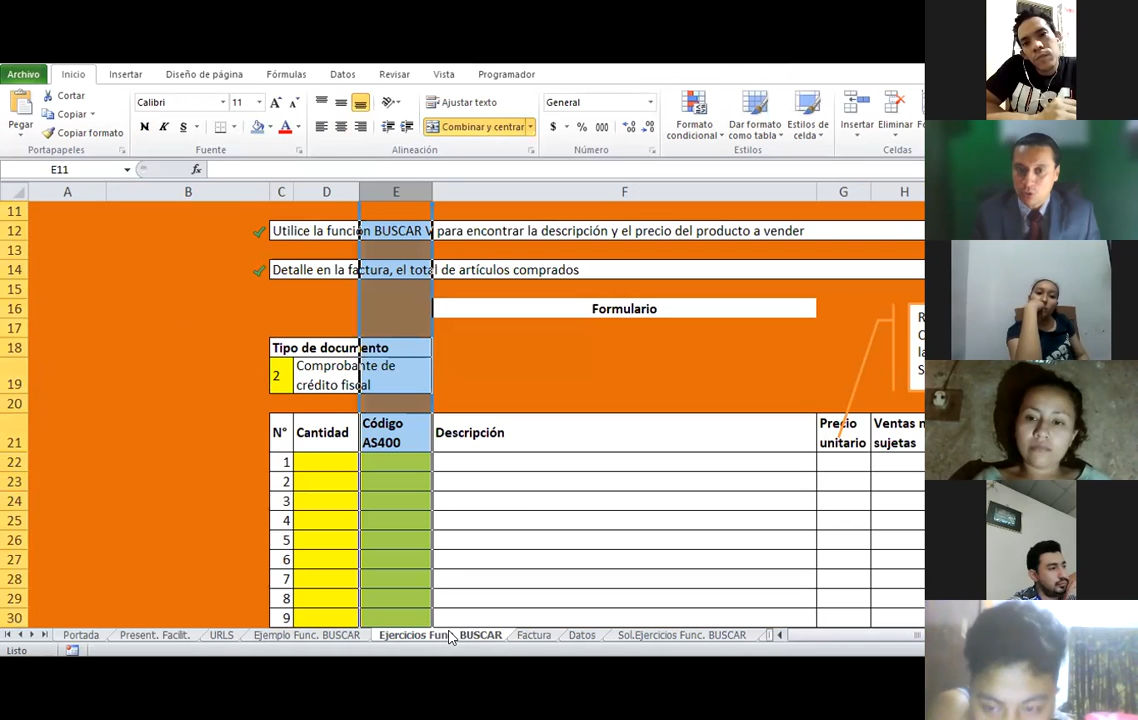 Archivo Inicio Insertar Diseño de página Fórmulas Datos Revisar Vista Programador
Pegar
Cortar
Copiar
Copiar formato
Portapapeles
Calibri 11
N K S
Fuente
Ajustar texto
Combinar y centrar
Alineación
General
$ % 000
Número
Formato condicional
Dar formato como tabla
Estilos de celda
Estilos
Insertar Eliminar
Celdas
E11 fx
A B C D E F G H
11
12 Utilice la función BUSCAR V para encontrar la descripción y el precio del producto a vender
13
14 Detalle en la factura, el total de artículos comprados
15
16 Formulario
17
18 Tipo de documento
19 2 Comprobante de crédito fiscal
20
21 N° Cantidad Código AS400 Descripción Precio unitario Ventas sujetas
22 1
23 2
24 3
25 4
26 5
27 6
28 7
29 8
30 9
Portada Present. Facilit. URLS Ejemplo Func. BUSCAR Ejercicios Func. BUSCAR Factura Datos Sol.Ejercicios Func. BUSCAR
Listo